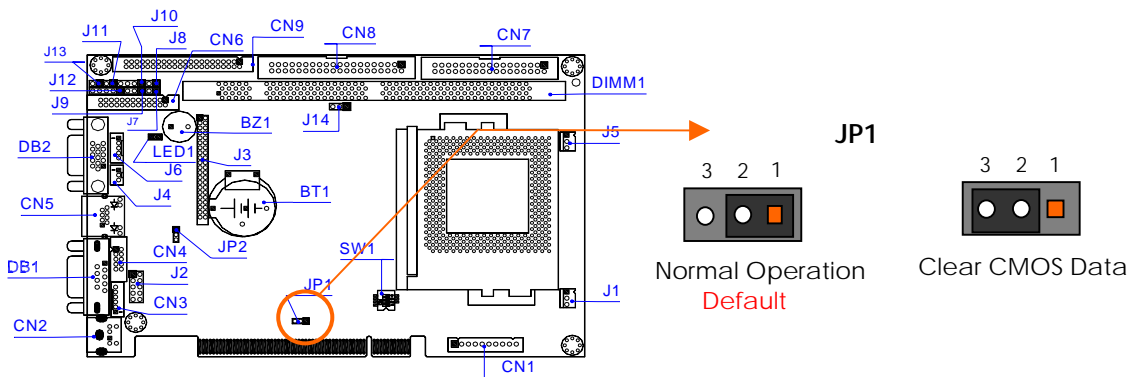 J10
J11
J8
CN6
CN9
CN8
CN7
J13
J12
DIMM1
J9
J7
BZ1
J14
JP1
J5
DB2
LED1
J3
J6
J4
3 2 1
3 2 1
CN5
BT1
JP2
CN4
SW1
DB1
J2
JP1
Normal Operation
Default
Clear CMOS Data
CN3
J1
CN2
CN1